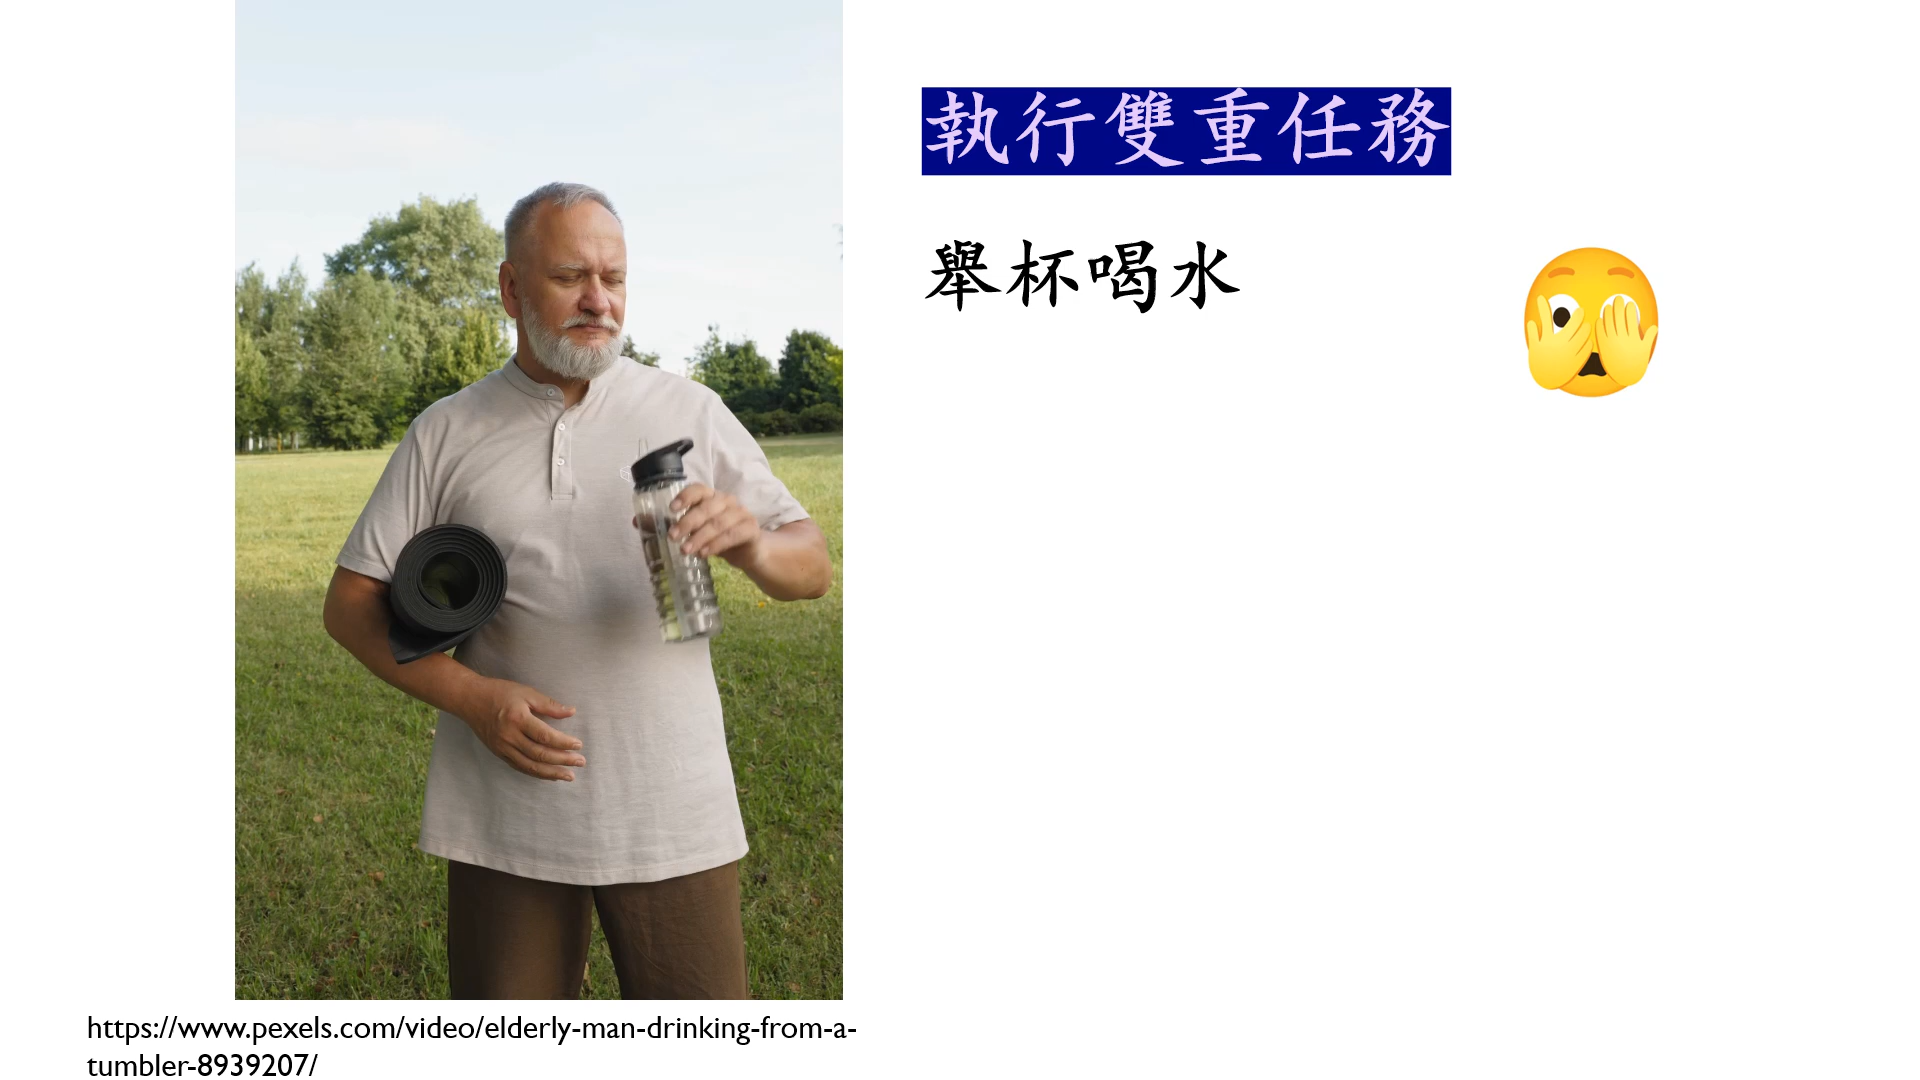 執行雙重任務
舉杯喝水
https://www.pexels.com/video/elderly-man-drinking-from-a-
tumbler-8939207/